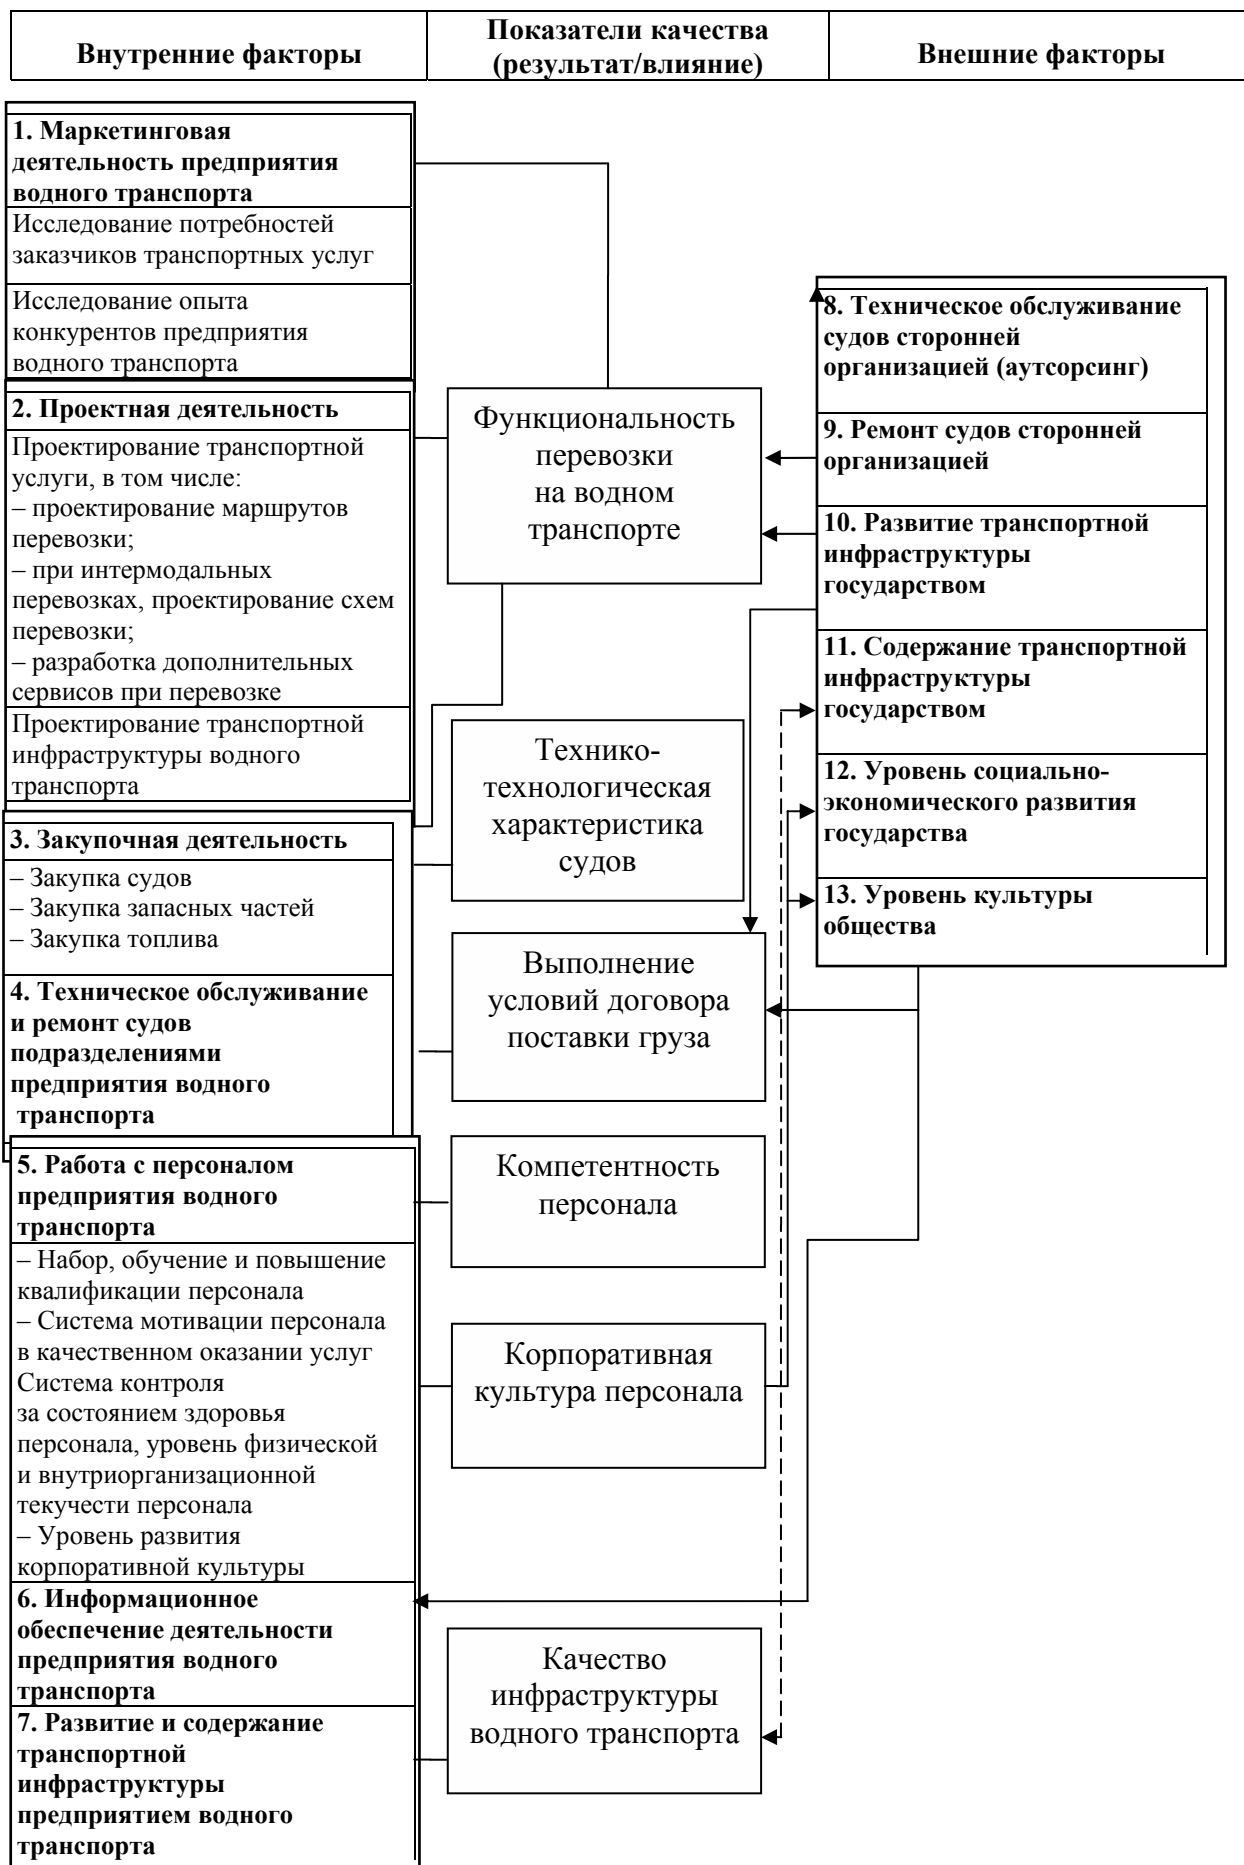 Внутренние факторы
Показатели качества
(результат/влияние)
Внешние факторы
1. Маркетинговая
деятельность предприятия
водного транспорта
Исследование потребностей
заказчиков транспортных услуг
Исследование опыта
конкурентов предприятия
водного транспорта
2. Проектная деятельность
Проектирование транспортной
услуги, в том числе:
– проектирование маршрутов
перевозки;
– при интермодальных
перевозках, проектирование схем
перевозки;
– разработка дополнительных
сервисов при перевозке
Проектирование транспортной
инфраструктуры водного
транспорта
3. Закупочная деятельность
– Закупка судов
– Закупка запасных частей
– Закупка топлива
4. Техническое обслуживание
и ремонт судов
подразделениями
предприятия водного
транспорта
5. Работа с персоналом
предприятия водного
транспорта
– Набор, обучение и повышение
квалификации персонала
– Система мотивации персонала
в качественном оказании услуг
Система контроля
за состоянием здоровья
персонала, уровень физической
и внутриорганизационной
текучести персонала
– Уровень развития
корпоративной культуры
6. Информационное
обеспечение деятельности
предприятия водного
транспорта
7. Развитие и содержание
транспортной
инфраструктуры
предприятием водного
транспорта
Функциональность
перевозки
на водном
транспорте
Технико-
технологическая
характеристика
судов
Выполнение
условий договора
поставки груза
Компетентность
персонала
Корпоративная
культура персонала
Качество
инфраструктуры
водного транспорта
8. Техническое обслуживание
судов сторонней
организацией (аутсорсинг)
9. Ремонт судов сторонней
организацией
10. Развитие транспортной
инфраструктуры
государством
11. Содержание транспортной
инфраструктуры
государством
12. Уровень социально-
экономического развития
государства
13. Уровень культуры
общества